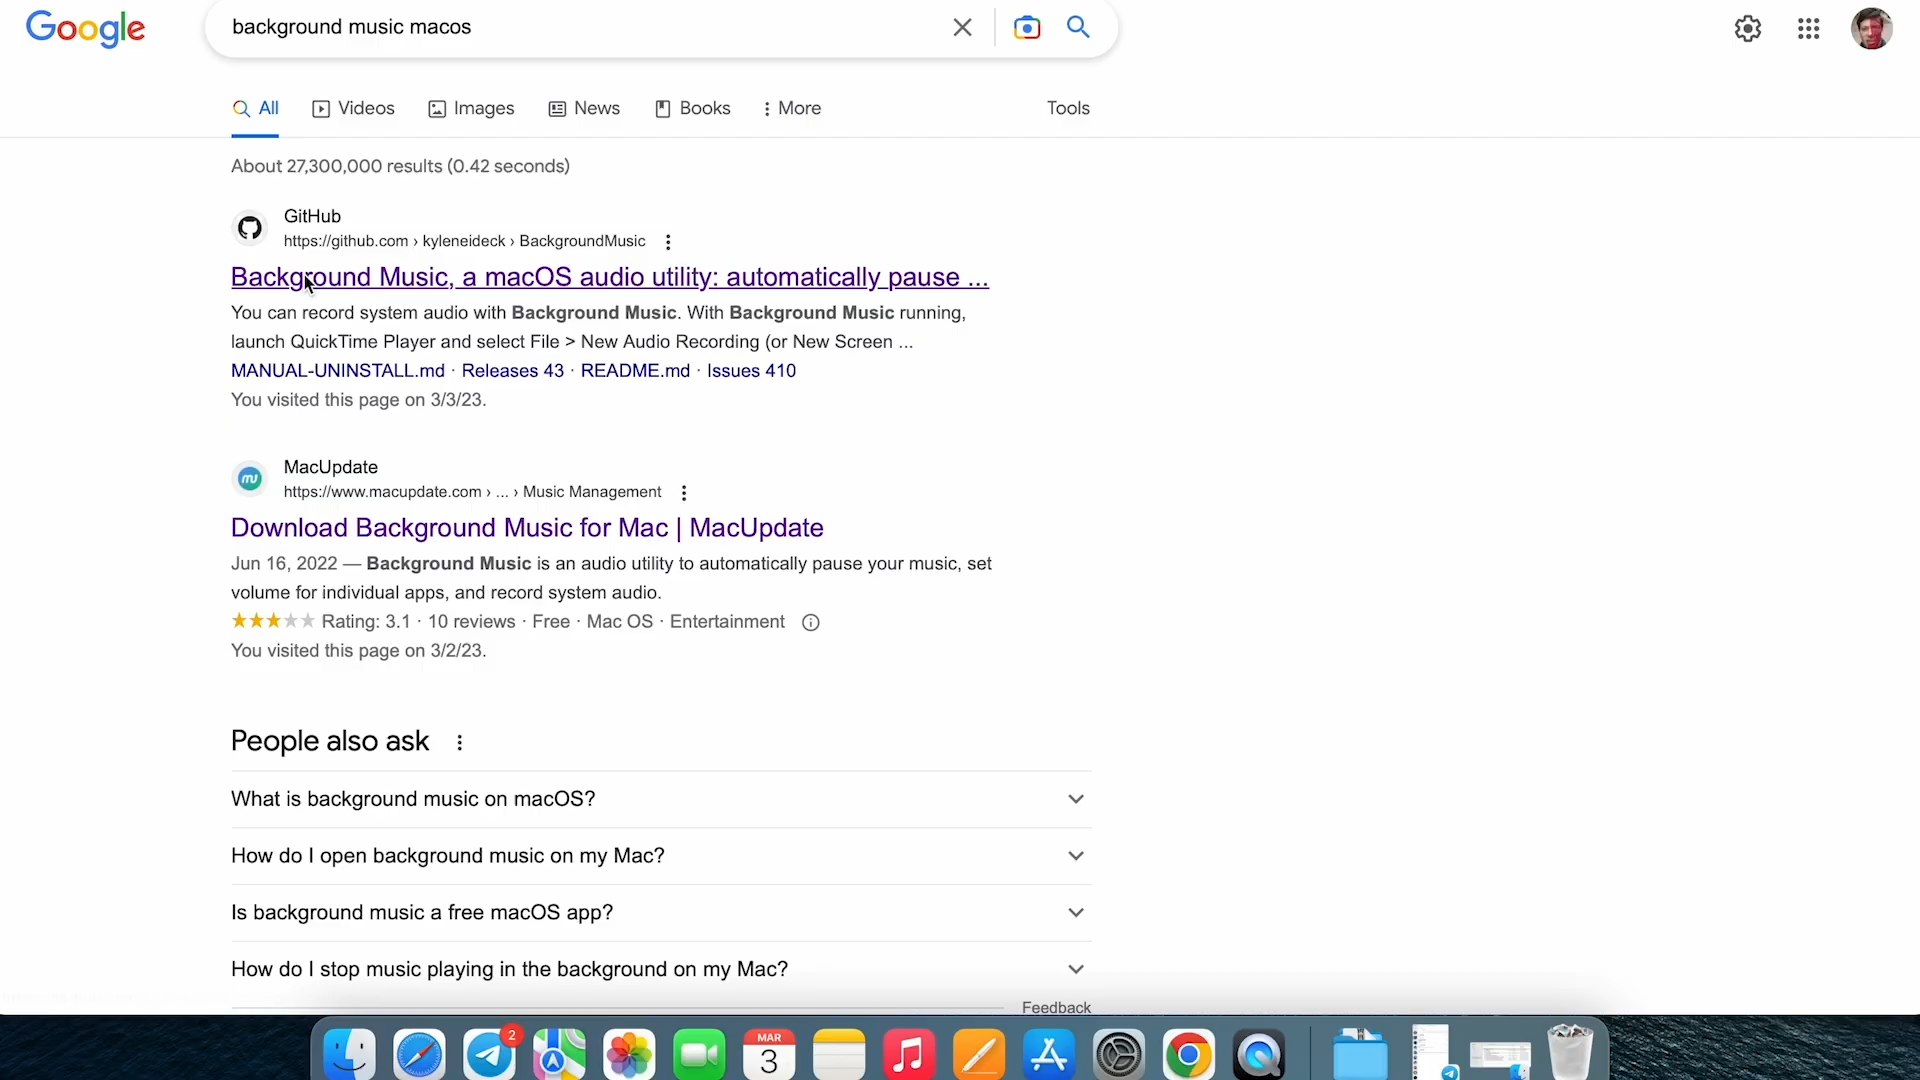 Google
background music macos
All
Videos
Images
News
Books
More
Tools
About 27,300,000 results (0.42 seconds)
GitHub
https://github.com › kyleneideck › BackgroundMusic
Background Music, a macOS audio utility: automatically pause ...
You can record system audio with Background Music. With Background Music running,
launch QuickTime Player and select File > New Audio Recording (or New Screen ...
MANUAL-UNINSTALL.md · Releases 43 · README.md · Issues 410
You visited this page on 3/3/23.
MacUpdate
https://www.macupdate.com › ... › Music Management
Download Background Music for Mac | MacUpdate
Jun 16, 2022 — Background Music is an audio utility to automatically pause your music, set
volume for individual apps, and record system audio.
Rating: 3.1 · 10 reviews · Free · Mac OS · Entertainment
You visited this page on 3/2/23.
People also ask
What is background music on macOS?
How do I open background music on my Mac?
Is background music a free macOS app?
How do I stop music playing in the background on my Mac?
Feedback
2
MAR
3